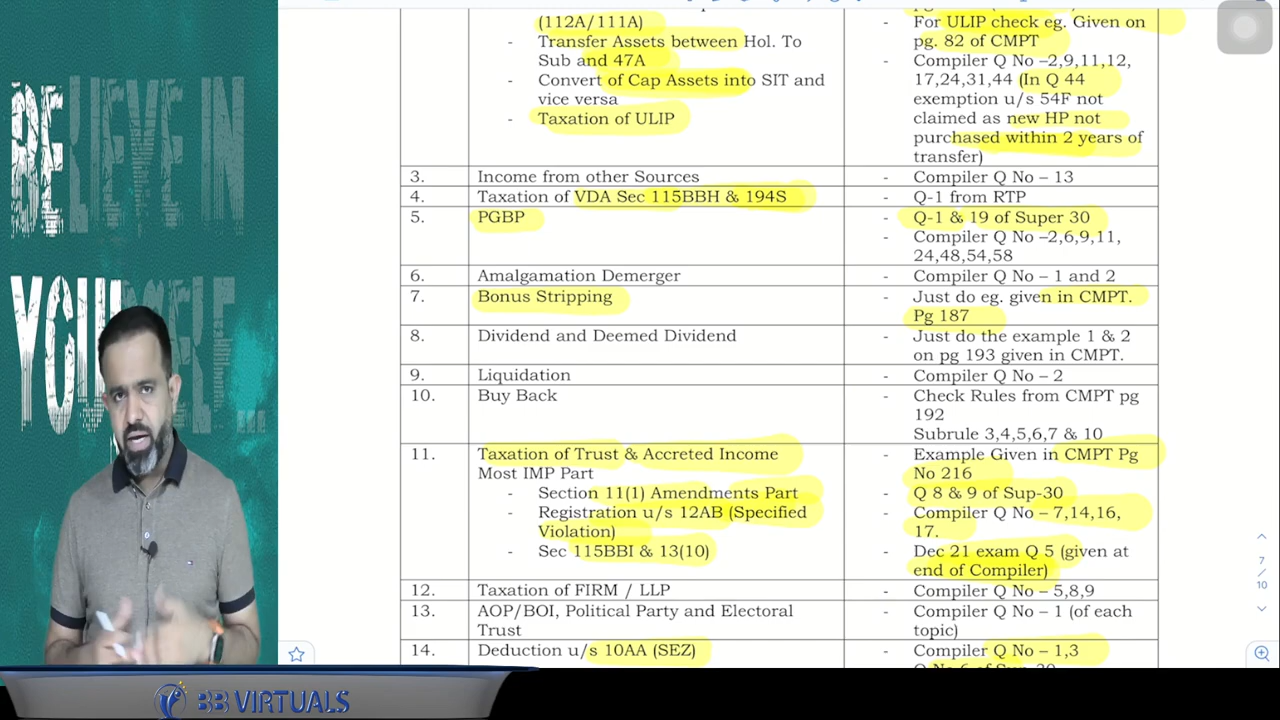 BELIEVE IN
YOURSELF...
(112A/111A)
- Transfer Assets between Hol. To
Sub and 47A
- Convert of Cap Assets into SIT and
vice versa
- Taxation of ULIP
- For ULIP check eg. Given on
pg. 82 of CMPT
- Compiler Q No –2,9,11,12,
17,24,31,44 (In Q 44
exemption u/s 54F not
claimed as new HP not
purchased within 2 years of
transfer)
3. Income from other Sources - Compiler Q No – 13
4. Taxation of VDA Sec 115BBH & 194S - Q-1 from RTP
5. PGBP - Q-1 & 19 of Super 30
- Compiler Q No –2,6,9,11,
24,48,54,58
6. Amalgamation Demerger - Compiler Q No – 1 and 2
7. Bonus Stripping - Just do eg. given in CMPT.
Pg 187
8. Dividend and Deemed Dividend - Just do the example 1 & 2
on pg 193 given in CMPT.
9. Liquidation - Compiler Q No – 2
10. Buy Back - Check Rules from CMPT pg
192
Subrule 3,4,5,6,7 & 10
11. Taxation of Trust & Accreted Income
Most IMP Part
- Section 11(1) Amendments Part
- Registration u/s 12AB (Specified
Violation)
- Sec 115BBI & 13(10)
- Example Given in CMPT Pg
No 216
- Q 8 & 9 of Sup-30
- Compiler Q No – 7,14,16,
17.
- Dec 21 exam Q 5 (given at
end of Compiler)
12. Taxation of FIRM / LLP - Compiler Q No – 5,8,9
13. AOP/BOI, Political Party and Electoral
Trust
- Compiler Q No – 1 (of each
topic)
14. Deduction u/s 10AA (SEZ) - Compiler Q No – 1,3
7
/
10
BB VIRTUALS